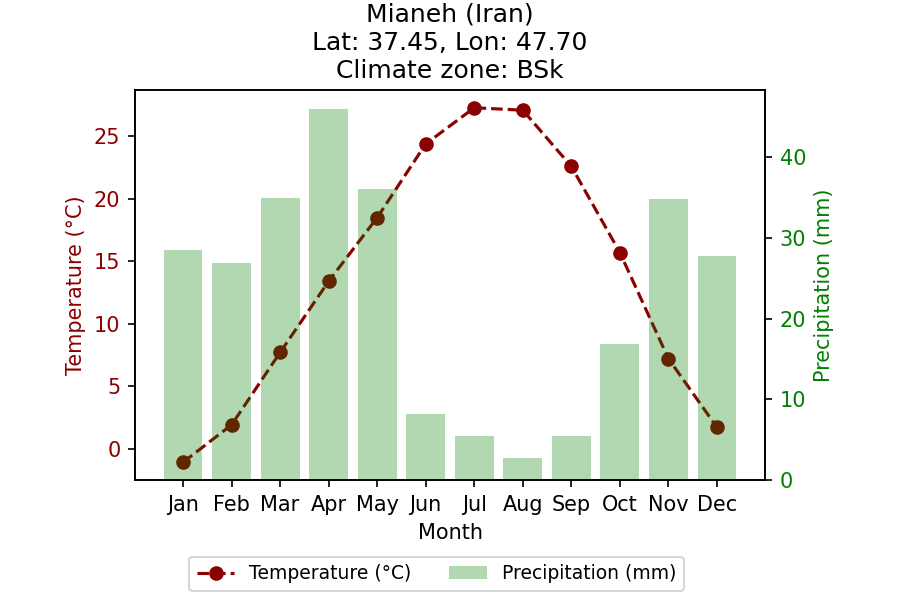 Mianeh (Iran)
Lat: 37.45, Lon: 47.70
Climate zone: BSk
Temperature (°C)
25
20
15
10
5
0
Precipitation (mm)
40
30
20
10
0
Jan Feb Mar Apr May Jun Jul Aug Sep Oct Nov Dec
Month
Temperature (°C) Precipitation (mm)